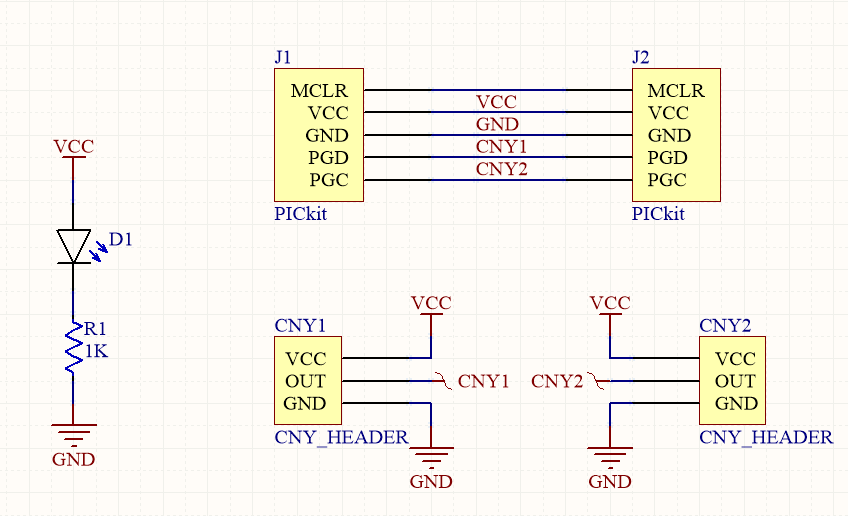 J1
J2
MCLR
MCLR
VCC
VCC
VCC
GND
GND
GND
PGD
CNY1
PGD
PGC
CNY2
PGC
PICkit
PICkit
VCC
D1
R1
1K
GND
VCC
VCC
CNY1
CNY2
VCC
VCC
OUT
CNY1
CNY2
OUT
GND
GND
CNY_HEADER
CNY_HEADER
GND
GND